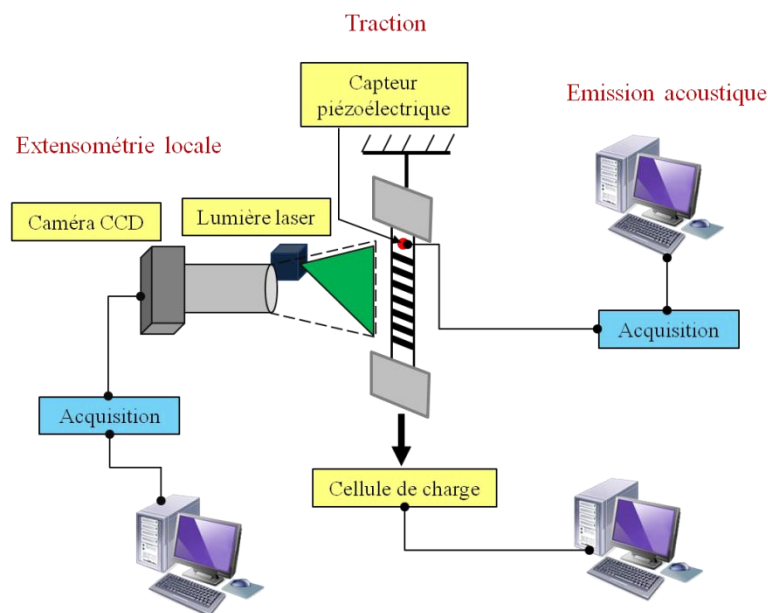 Traction
Capteur
piézoélectrique
Emission acoustique
Extensométrie locale
Caméra CCD
Lumière laser
Acquisition
Acquisition
Cellule de charge